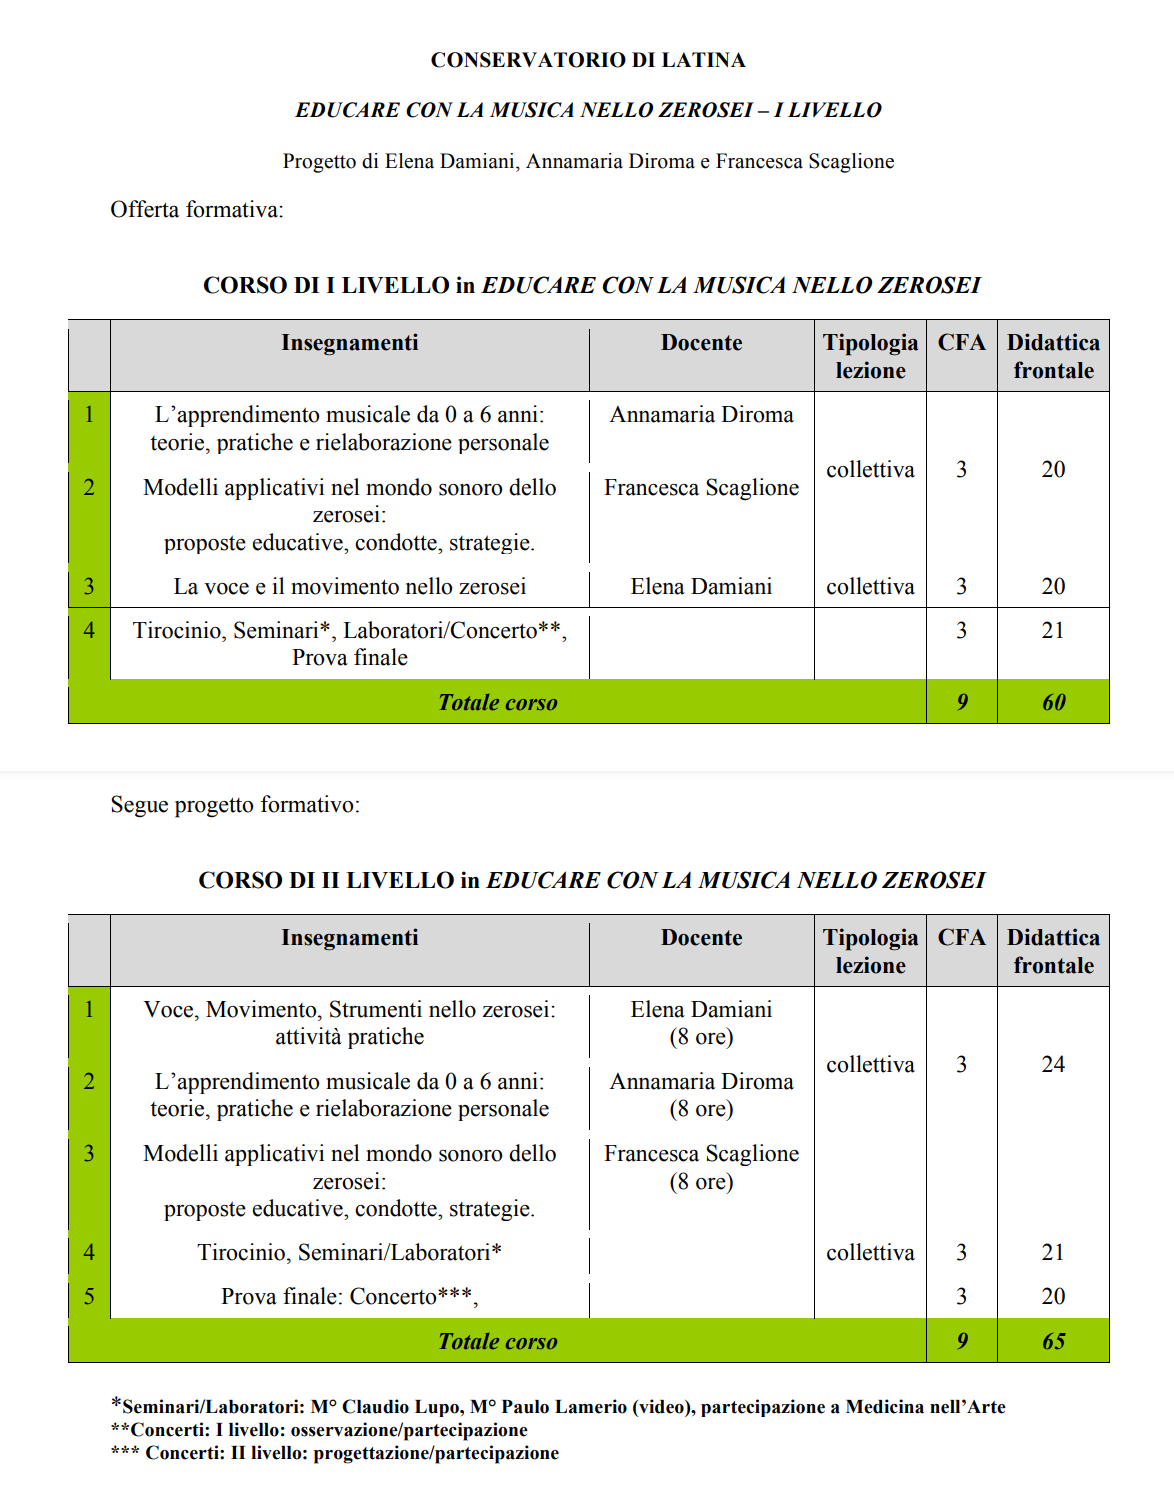 CONSERVATORIO DI LATINA
EDUCARE CON LA MUSICA NELLO ZEROSEI – I LIVELLO
Progetto di Elena Damiani, Annamaria Diroma e Francesca Scaglione
Offerta formativa:
CORSO DI I LIVELLO in EDUCARE CON LA MUSICA NELLO ZEROSEI
Insegnamenti Docente Tipologia lezione CFA Didattica frontale
1 L’apprendimento musicale da 0 a 6 anni: Annamaria Diroma
teorie, pratiche e rielaborazione personale
collettiva 3 20
2 Modelli applicativi nel mondo sonoro dello Francesca Scaglione
zerosei:
proposte educative, condotte, strategie.
3 La voce e il movimento nello zerosei Elena Damiani collettiva 3 20
4 Tirocinio, Seminari*, Laboratori/Concerto**, 3 21
Prova finale
Totale corso 9 60
Segue progetto formativo:
CORSO DI II LIVELLO in EDUCARE CON LA MUSICA NELLO ZEROSEI
Insegnamenti Docente Tipologia lezione CFA Didattica frontale
1 Voce, Movimento, Strumenti nello zerosei: Elena Damiani
attività pratiche (8 ore)
collettiva 3 24
2 L’apprendimento musicale da 0 a 6 anni: Annamaria Diroma
teorie, pratiche e rielaborazione personale (8 ore)
3 Modelli applicativi nel mondo sonoro dello Francesca Scaglione
zerosei: (8 ore)
proposte educative, condotte, strategie.
4 Tirocinio, Seminari/Laboratori* collettiva 3 21
5 Prova finale: Concerto***, 3 20
Totale corso 9 65
*Seminari/Laboratori: M° Claudio Lupo, M° Paulo Lamerio (video), partecipazione a Medicina nell’Arte
**Concerti: I livello: osservazione/partecipazione
*** Concerti: II livello: progettazione/partecipazione